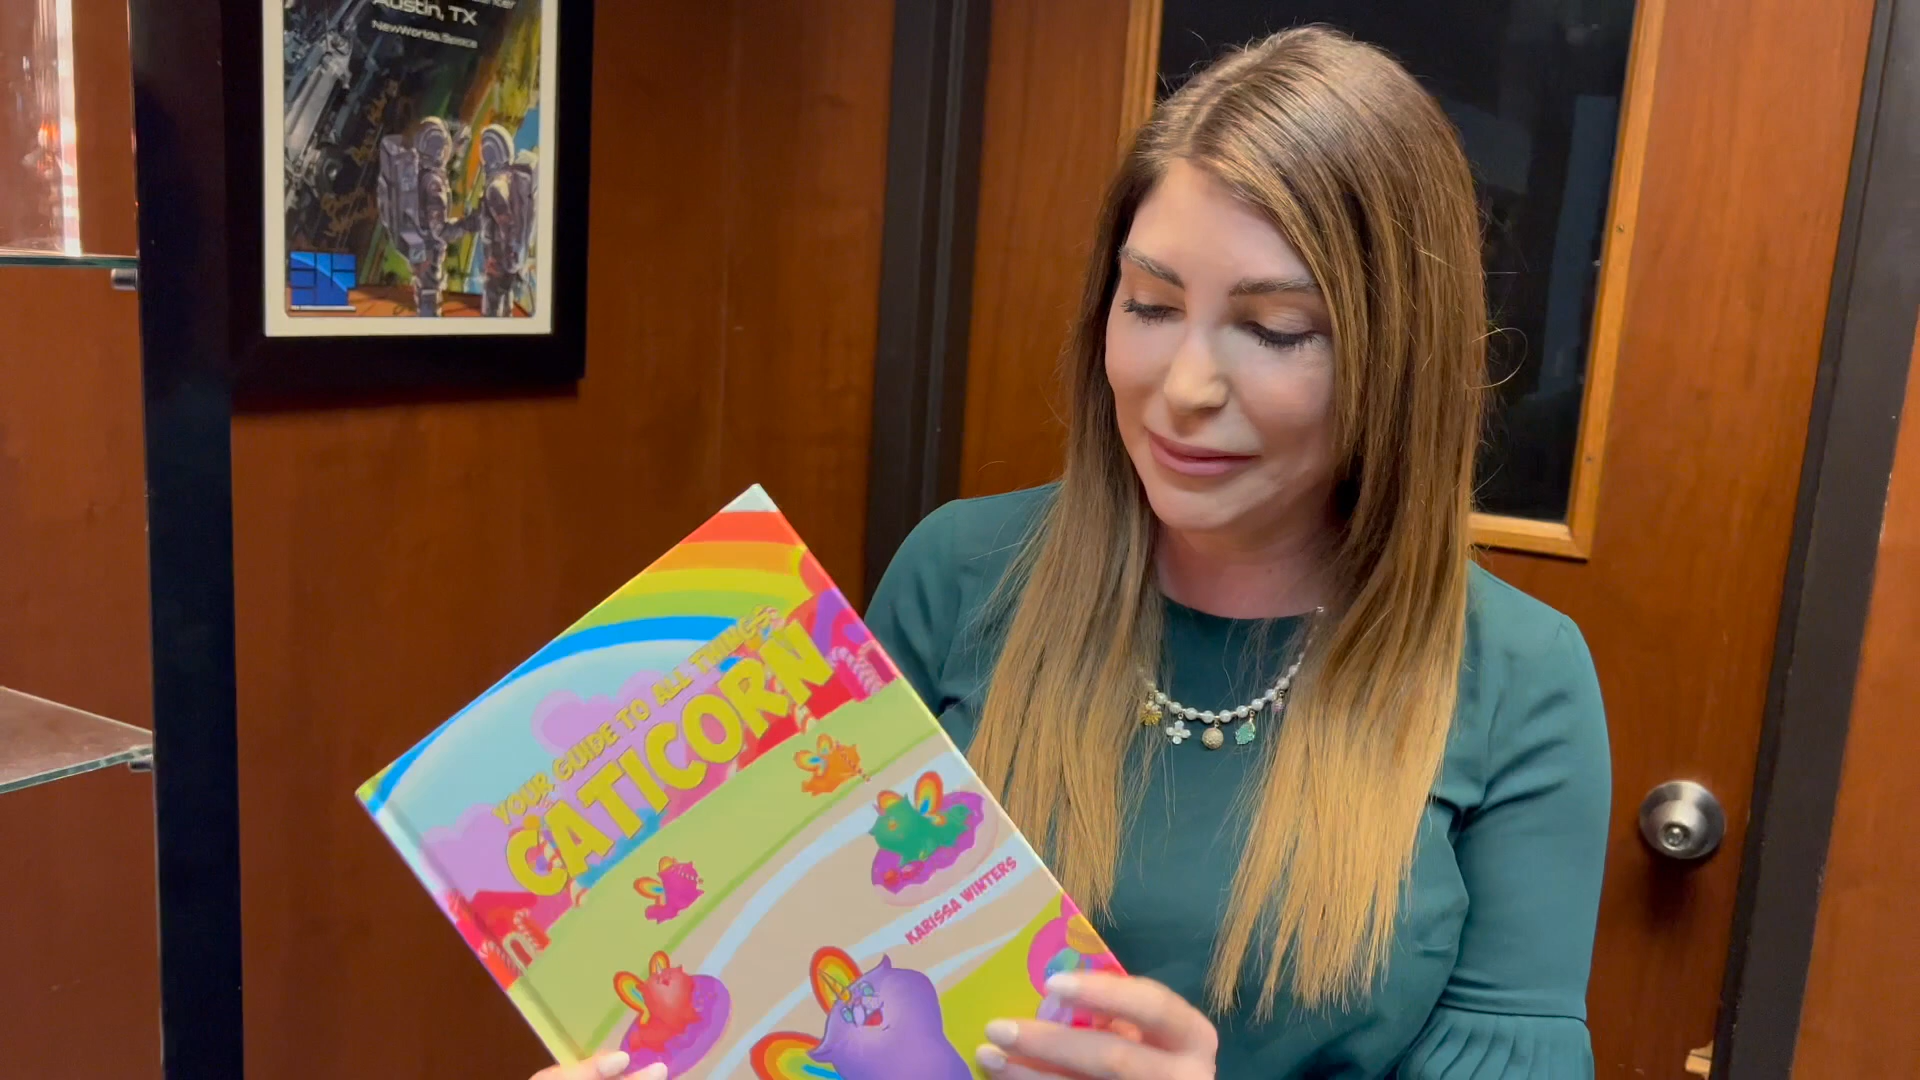 Austin, TX
NewWorlds.Space
YOUR GUIDE TO ALL THINGS:
CATICORN
KARISSA WINTERS